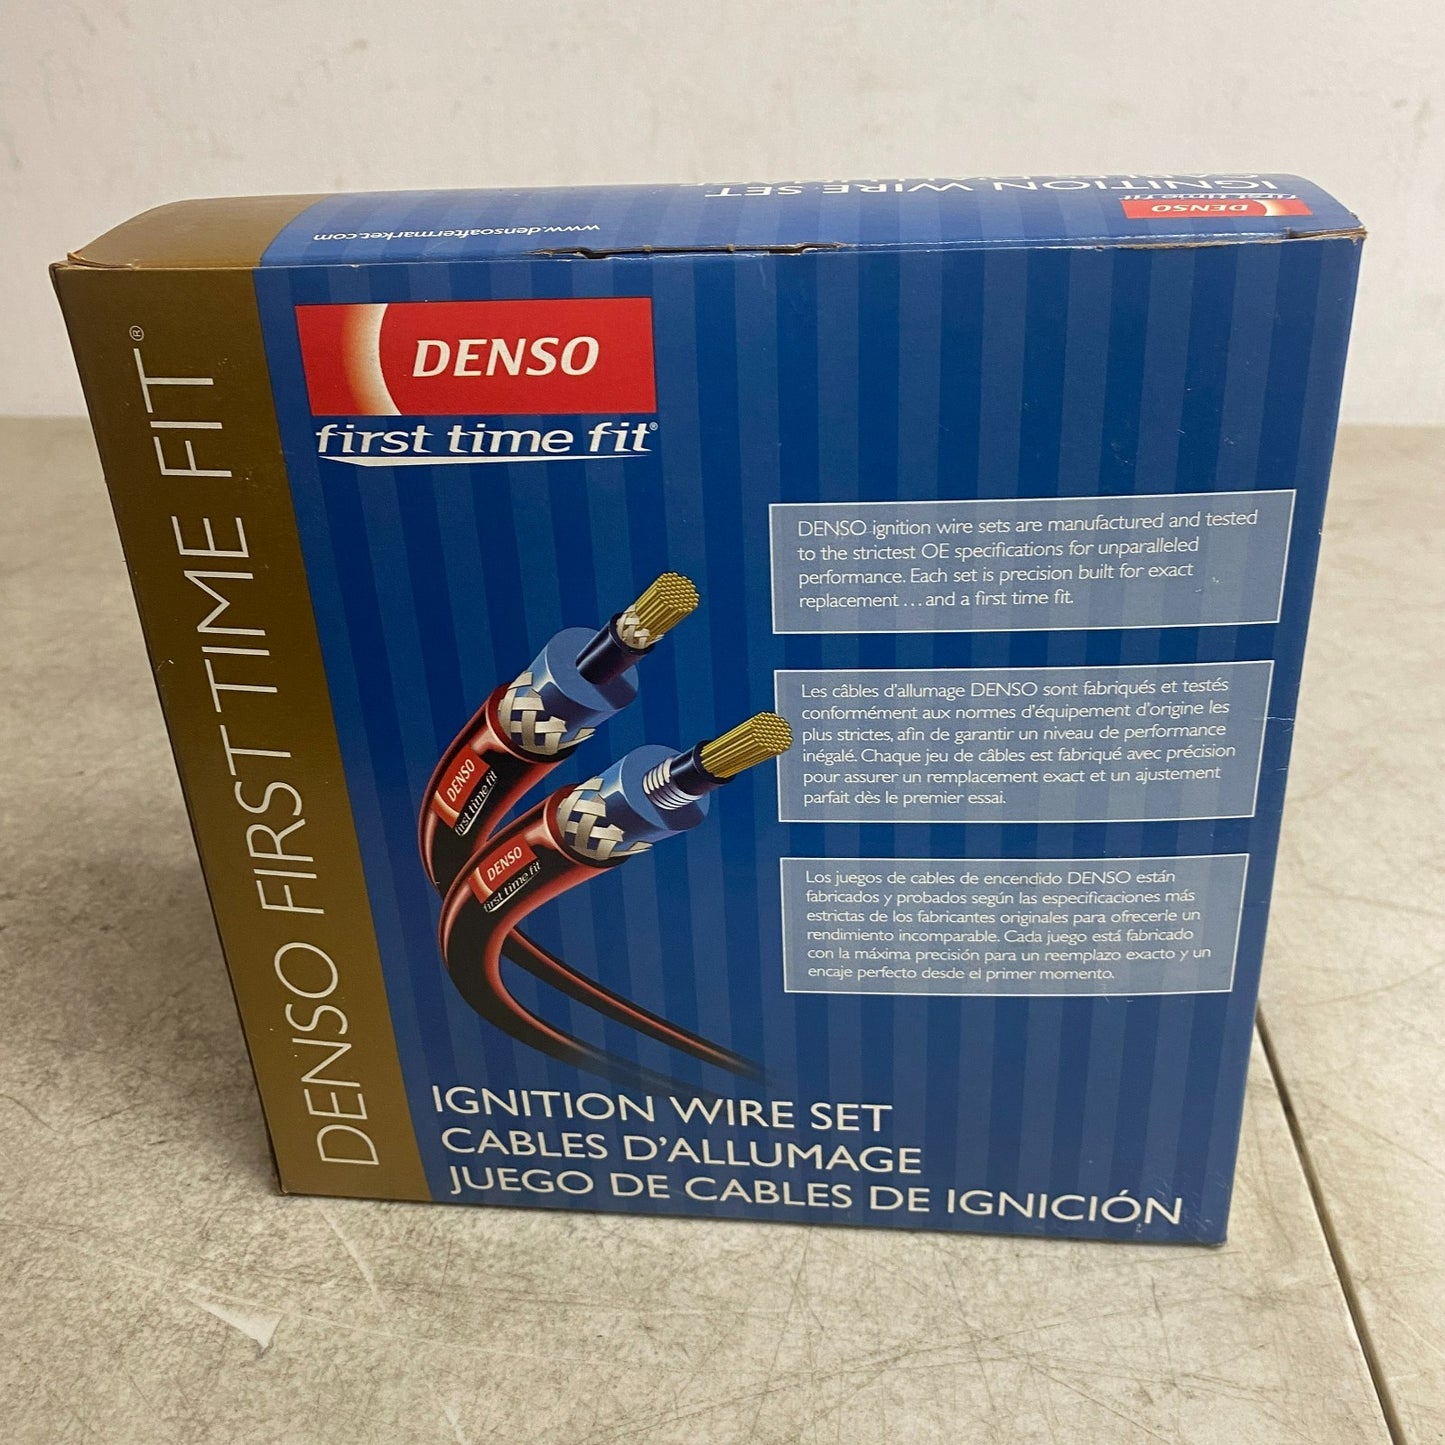 IGNITION WIRE SET
CABLES D'ALLUMAGE
DENSO
first time fit
www.densoaftermarket.com
DENSO FIRST TIME FIT®
DENSO
first time fit®
DENSO ignition wire sets are manufactured and tested
to the strictest OE specifications for unparalleled
performance. Each set is precision built for exact
replacement ... and a first time fit.
Les câbles d'allumage DENSO sont fabriqués et testés
conformément aux normes d'équipement d'origine les
plus strictes, afin de garantir un niveau de performance
inégalé. Chaque jeu de câbles est fabriqué avec précision
pour assurer un remplacement exact et un ajustement
parfait dès le premier essai.
Los juegos de cables de encendido DENSO están
fabricados y probados según las especificaciones más
estrictas de los fabricantes originales para ofrecerle un
rendimiento incomparable. Cada juego está fabricado
con la máxima precisión para un reemplazo exacto y un
encaje perfecto desde el primer momento.
DENSO
first time fit
DENSO
first time fit
IGNITION WIRE SET
CABLES D'ALLUMAGE
JUEGO DE CABLES DE IGNICIÓN